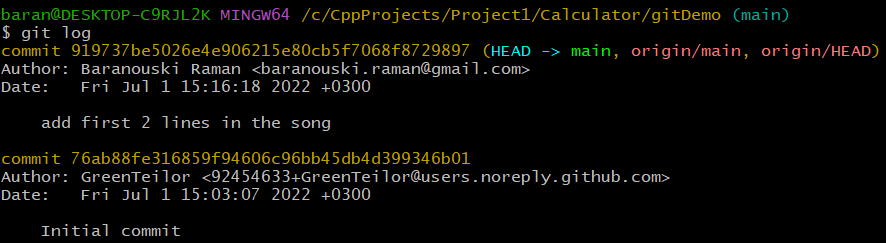 baran@DESKTOP-C9RJL2K MINGW64 /c/CppProjects/Project1/Calculator/gitDemo (main)
$ git log
commit 919737be5026e4e906215e80cb5f7068f8729897 (HEAD -> main, origin/main, origin/HEAD)
Author: Baranouski Raman <baranouski.raman@gmail.com>
Date:   Fri Jul 1 15:16:18 2022 +0300
    add first 2 lines in the song
commit 76ab88fe316859f94606c96bb45db4d399346b01
Author: GreenTeilor <92454633+GreenTeilor@users.noreply.github.com>
Date:   Fri Jul 1 15:03:07 2022 +0300
    Initial commit